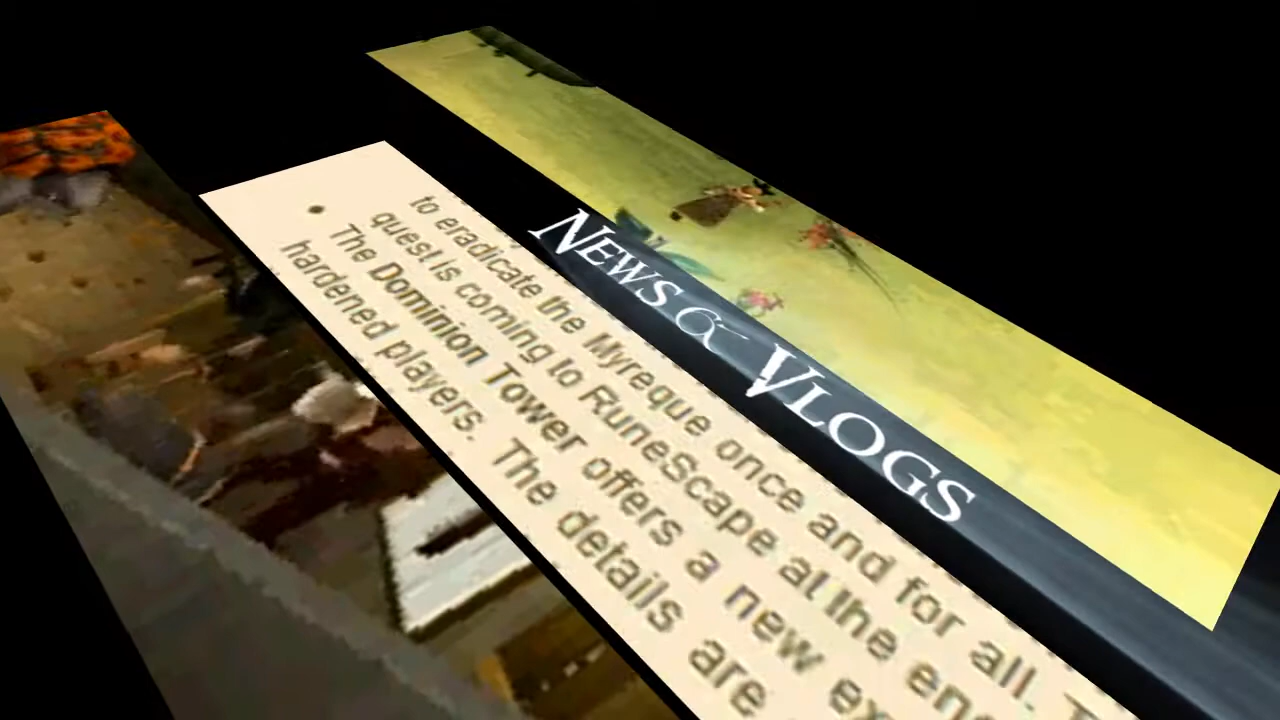 NEWS & VLOGS
to eradicate the Myreque once and for all.
quest is coming to RuneScape at the
• The Dominion Tower offers a new
hardened players. The details are